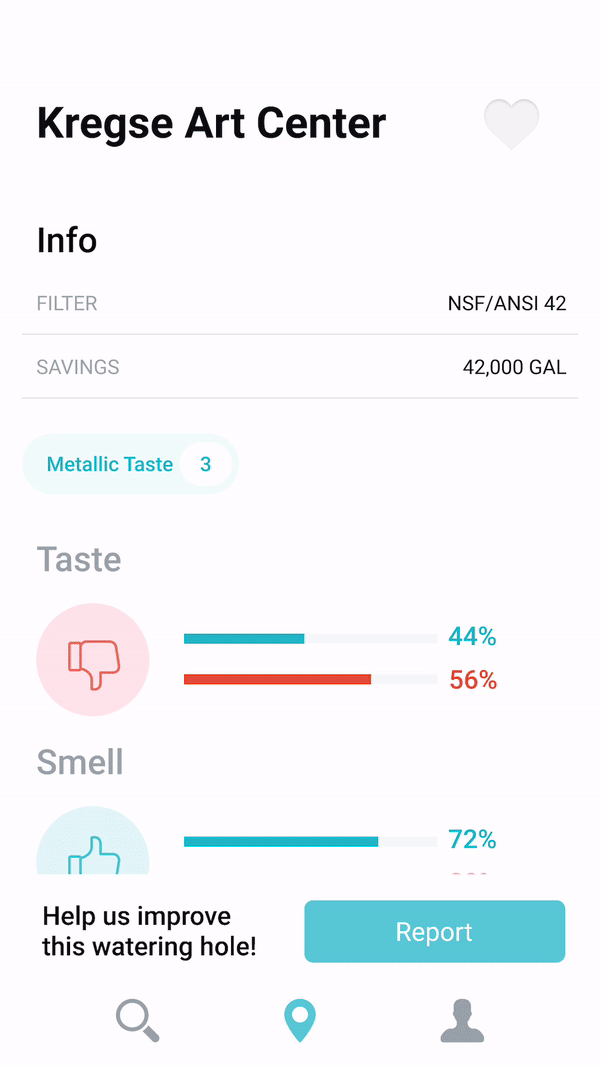 Kregse Art Center
Info
FILTER NSF/ANSI 42
SAVINGS 42,000 GAL
Metallic Taste 3
Taste
44%
56%
Smell
72%
Help us improve
this watering hole!
Report